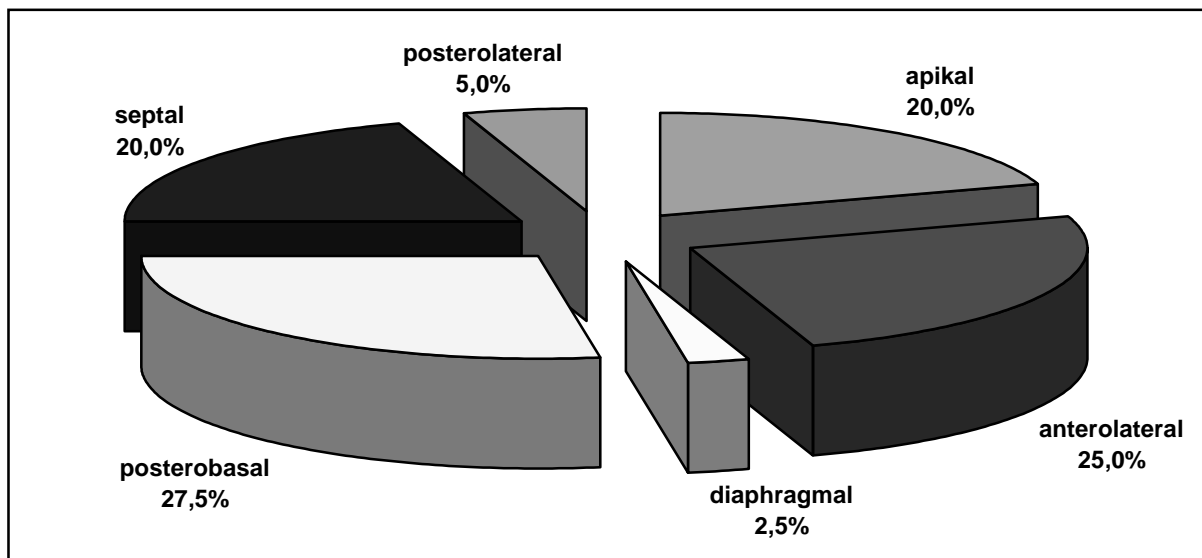 posterolateral
5,0%
apikal
20,0%
septal
20,0%
anterolateral
25,0%
posterobasal
27,5%
diaphragmal
2,5%